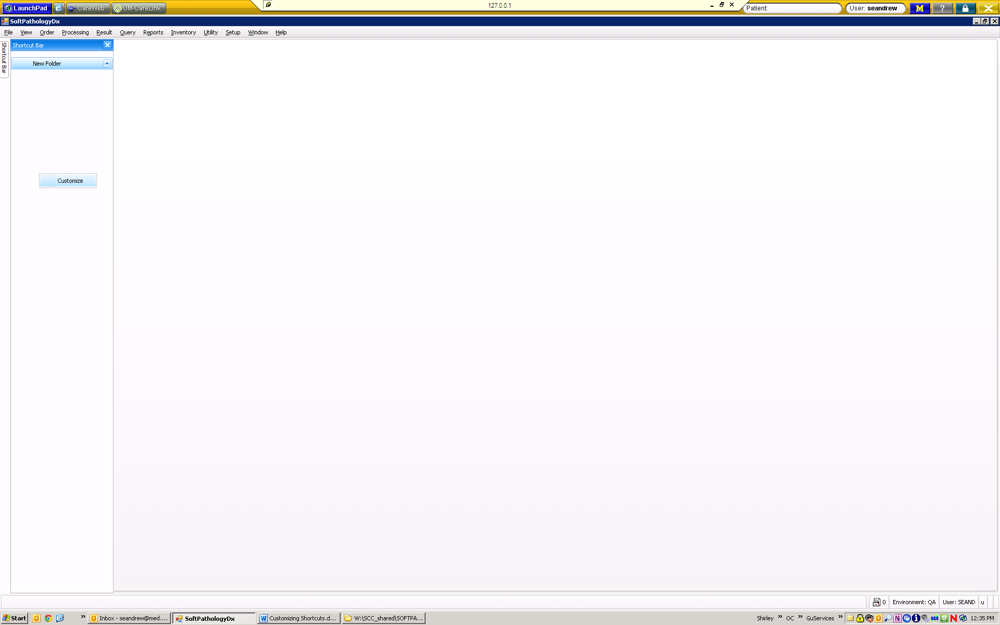 LaunchPad CareWeb UM-CareLink 127.0.0.1 Patient: User: seandrew M ?
SoftPathologyDx
File View Order Processing Result Query Reports Inventory Utility Setup Window Help
Shortcut Bar
Shortcut Bar
New Folder
Customize
0 Environment: QA User: SEAND u
Start Inbox - seandrew@med.... SoftPathologyDx Customizing Shortcuts.d... W:\SCC_shared\SOFTPA... Shirley » OC » GuServices » 12:35 PM